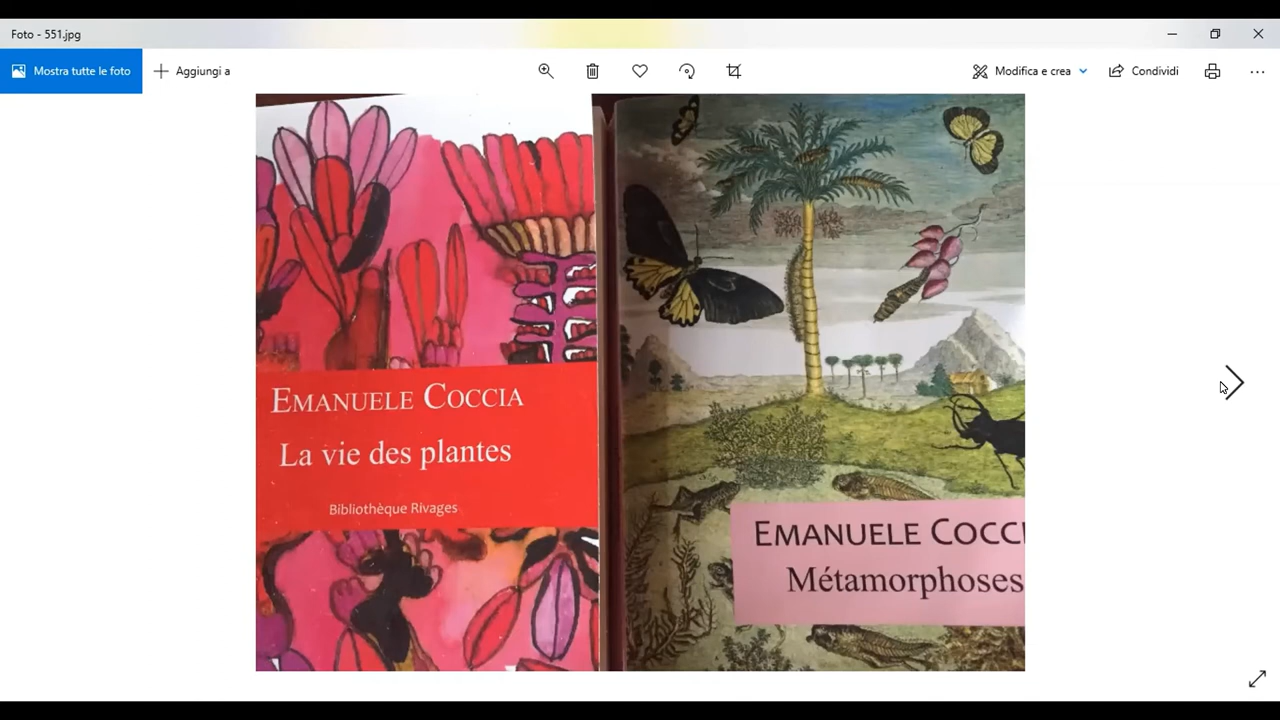 Foto - 551.jpg
Mostra tutte le foto
Aggiungi a
Modifica e crea
Condividi
EMANUELE COCCIA
La vie des plantes
Bibliothèque Rivages
EMANUELE COCCI
Métamorphoses